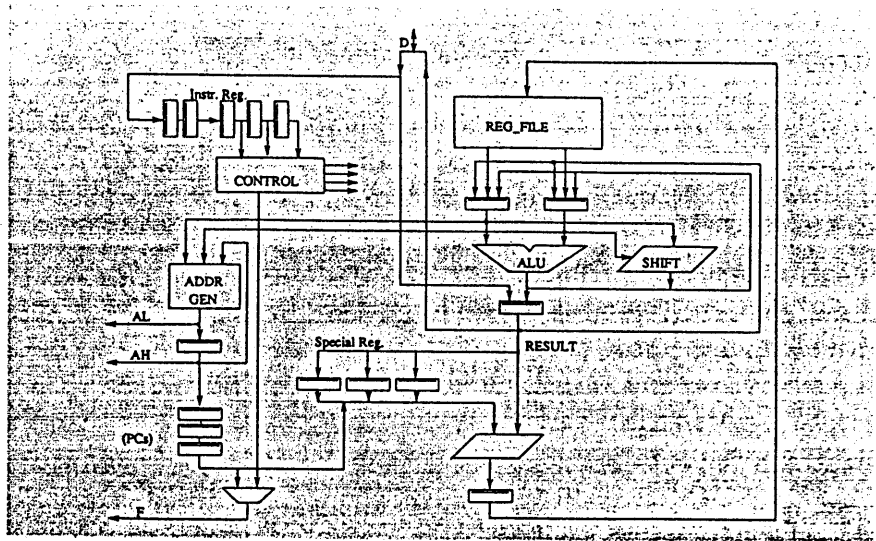 D
Instr. Reg.
REG_FILE
CONTROL
ALU
SHIFT
ADDR
GEN
AL
RESULT
Special Reg.
AH
(PCs)
F